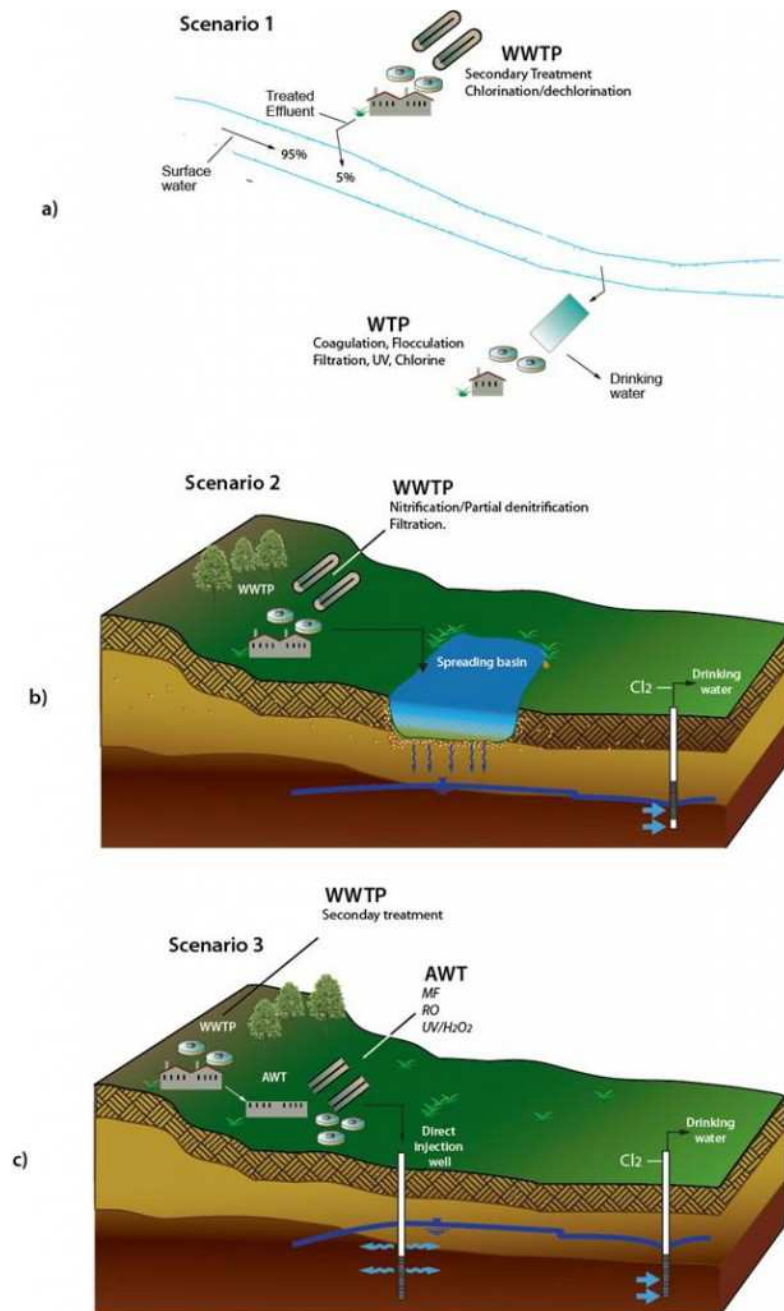 Scenario 1
WWTP
Secondary Treatment
Chlorination/dechlorination
Treated
Effluent
95%
5%
Surface
water
a)
WTP
Coagulation, Flocculation
Filtration, UV, Chlorine
Drinking
water
Scenario 2
WWTP
Nitrification/Partial denitrification
Filtration.
WWTP
Spreading basin
Cl2
Drinking
water
b)
WWTP
Seconday treatment
Scenario 3
AWT
MF
RO
UV/H2O2
WWTP
AWT
Direct
injection
well
Cl2
Drinking
water
c)